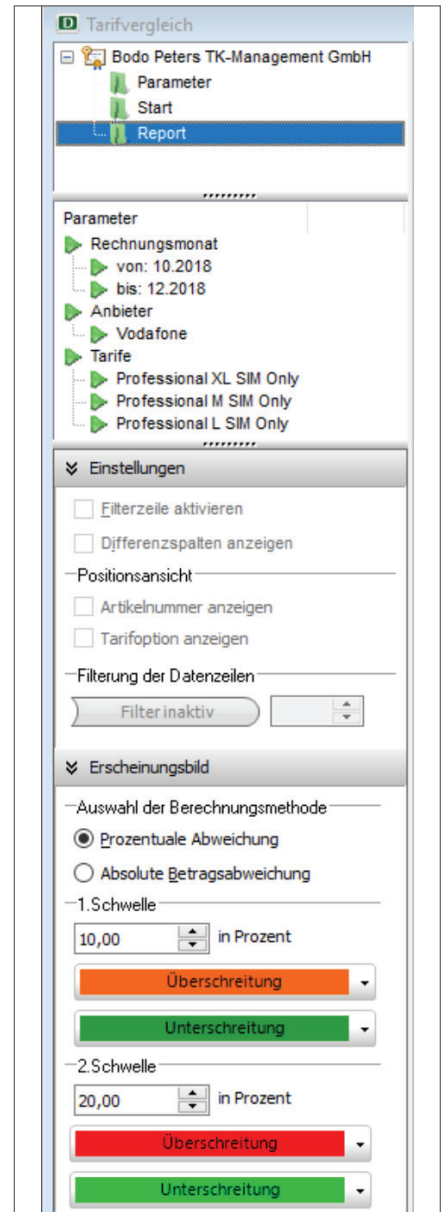 Tarifvergleich
Bodo Peters TK-Management GmbH
Parameter
Start
Report
Parameter
Rechnungsmonat
von: 10.2018
bis: 12.2018
Anbieter
Vodafone
Tarife
Professional XL SIM Only
Professional M SIM Only
Professional L SIM Only
Einstellungen
Filterzeile aktivieren
Differenzspalten anzeigen
Positionsansicht
Artikelnummer anzeigen
Tarifoption anzeigen
Filterung der Datenzeilen
Filter inaktiv
Erscheinungsbild
Auswahl der Berechnungsmethode
Prozentuale Abweichung
Absolute Betragsabweichung
1.Schwelle
10,00 in Prozent
Überschreitung
Unterschreitung
2.Schwelle
20,00 in Prozent
Überschreitung
Unterschreitung